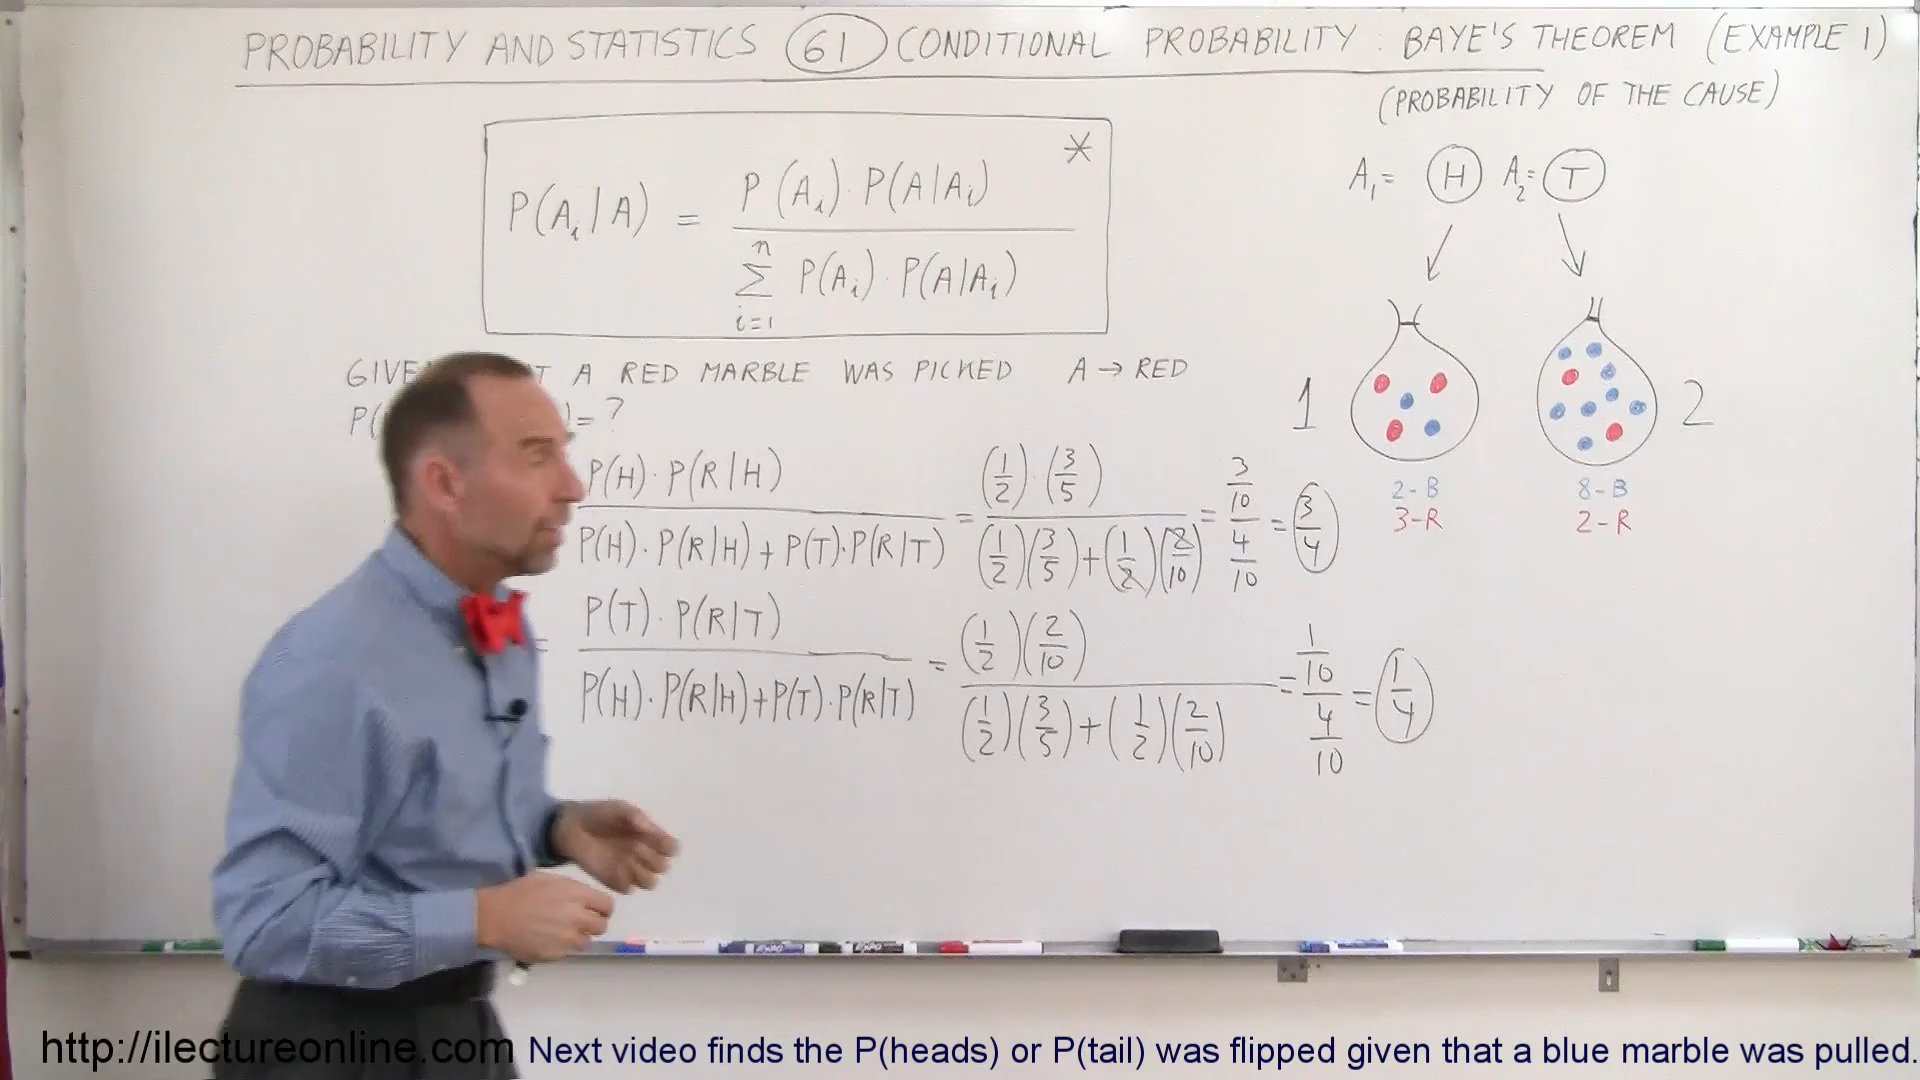 PROBABILITY AND STATISTICS 61 CONDITIONAL PROBABILITY : BAYE'S THEOREM (EXAMPLE 1)
(PROBABILITY OF THE CAUSE)
P(Ai/A) = P(Ai)·P(A/Ai) / Σ i=1 n P(Ai)·P(A/Ai) *
A1 = H A2 = T
A RED MARBLE WAS PICKED A → RED
= ?
1 2
2-B 8-B
3-R 2-R
P(H)·P(R/H) / P(H)·P(R/H)+P(T)·P(R/T) = (1/2)·(3/5) / (1/2)(3/5)+(1/2)(2/10) = 3/10 / 4/10 = 3/4
= P(T)·P(R/T) / P(H)·P(R/H)+P(T)·P(R/T) = (1/2)(2/10) / (1/2)(3/5)+(1/2)(2/10) = 1/10 / 4/10 = 1/4
EXPO EXPO
http://ilectureonline.com Next video finds the P(heads) or P(tail) was flipped given that a blue marble was pulled.